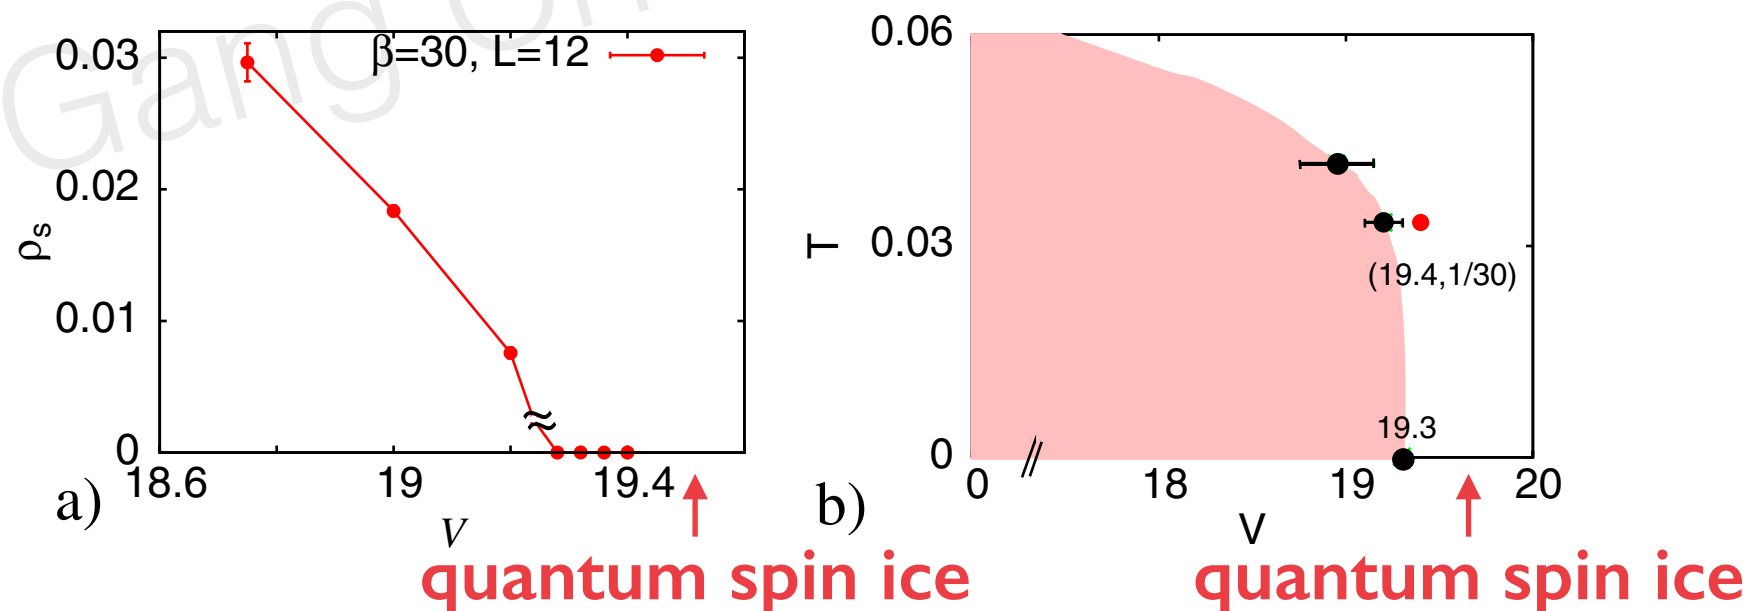 Gang
0.03
β=30, L=12
0.02
0.01
0
ρs
18.6
19
19.4
V
a)
quantum spin ice
0.06
0.03
0
T
(19.4,1/30)
19.3
0
18
19
20
V
b)
quantum spin ice